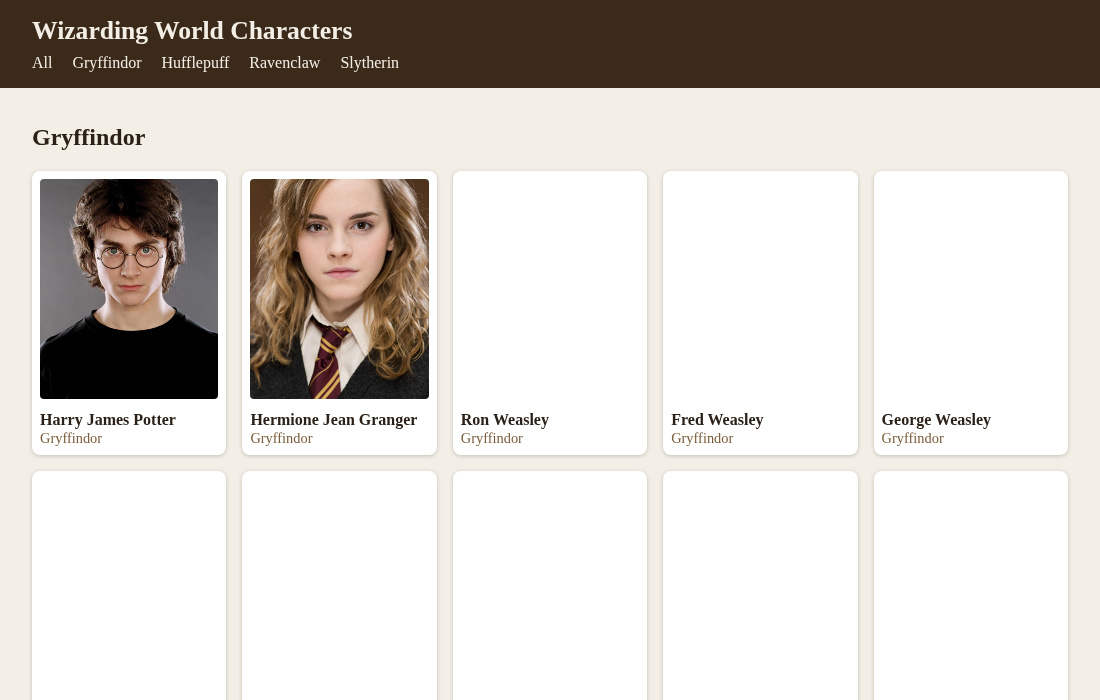 Wizarding World Characters
All Gryffindor Hufflepuff Ravenclaw Slytherin
Gryffindor
Harry James Potter
Gryffindor
Hermione Jean Granger
Gryffindor
Ron Weasley
Gryffindor
Fred Weasley
Gryffindor
George Weasley
Gryffindor